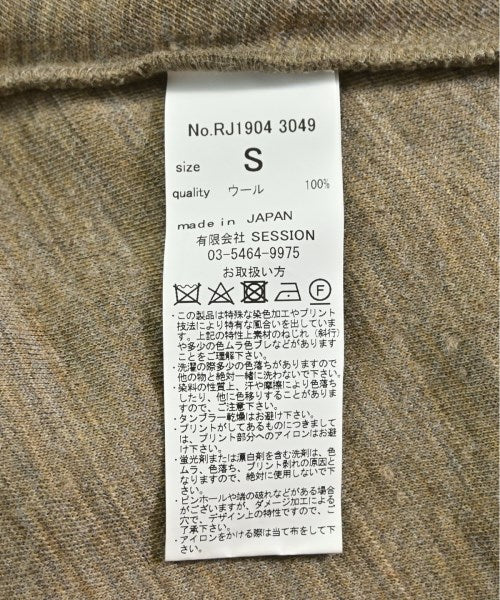 No.RJ1904 3049
size S
quality ウール 100%
made in JAPAN
有限会社 SESSION
03-5464-9975
お取扱い方
F
・この製品は特殊な染色加工やプリント
技法により特有な風合いを出していま
す。上記の特性上素材のねじれ(斜行)
や多少の色ムラ色ブレなどがあります
ことをご理解下さい。
・洗濯の際多少の色落ちがありますので
他の物と絶対一緒に洗わないで下さい。
・染料の性質上、汗や摩擦により色落ち
したり、他に色移りすることがありま
すので、ご注意下さい。
・タンブラー乾燥はお避け下さい。
・プリントがしてあるものにつきまして
は、プリント部分へのアイロンはお避け
下さい。
・蛍光剤または漂白剤を含む洗剤は、色
ムラ、色落ち、プリント剥れの原因と
なりますので、絶対に使用しないで下
さい。
・ピンホールや端の破れなどがある場合
がございますが、ダメージ加工による
穴で、デザイン上の特性ですので、ご
了承下さい。
・アイロンをかける際は当て布をして下
さい。